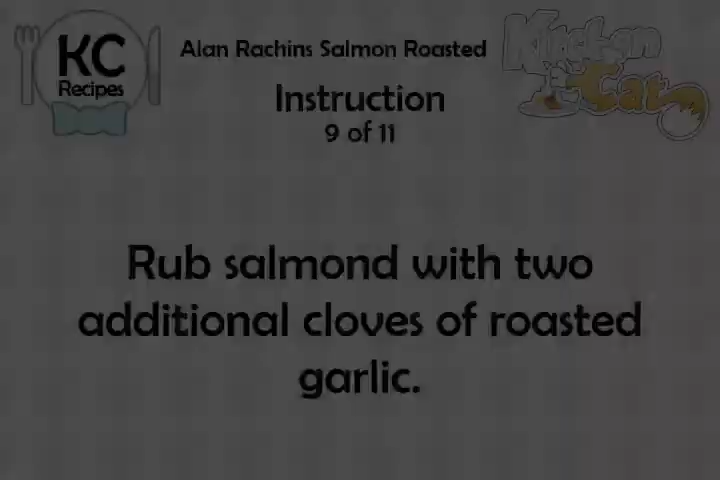 KC
Recipes
Alan Rachins Salmon Roasted
Kitchen
Cat
Instruction
9 of 11
Rub salmond with two
additional cloves of roasted
garlic.